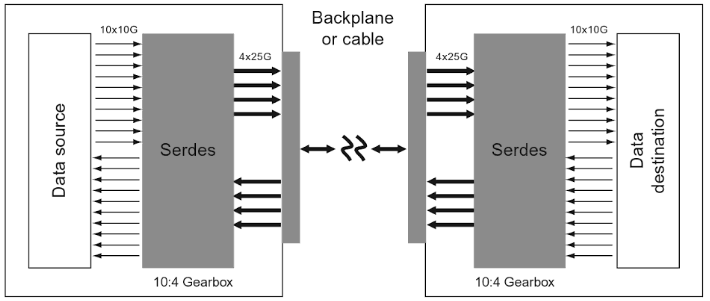 10x10G
4x25G
Data source
Serdes
10:4 Gearbox
Backplane
or cable
4x25G
10x10G
Serdes
Data
destination
10:4 Gearbox